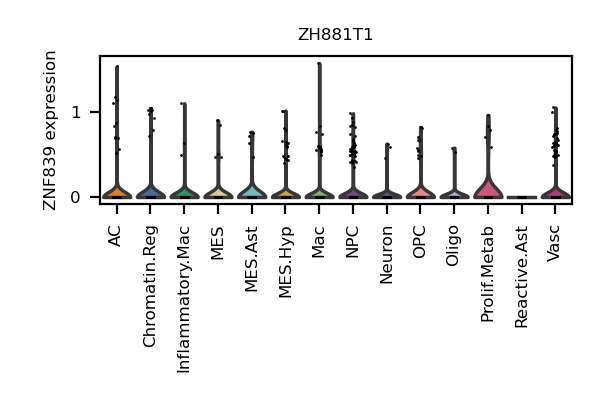 ZH881T1
ZNF839 expression
1
0
AC
Chromatin.Reg
Inflammatory.Mac
MES
MES.Ast
MES.Hyp
Mac
NPC
Neuron
OPC
Oligo
Prolif.Metab
Reactive.Ast
Vasc